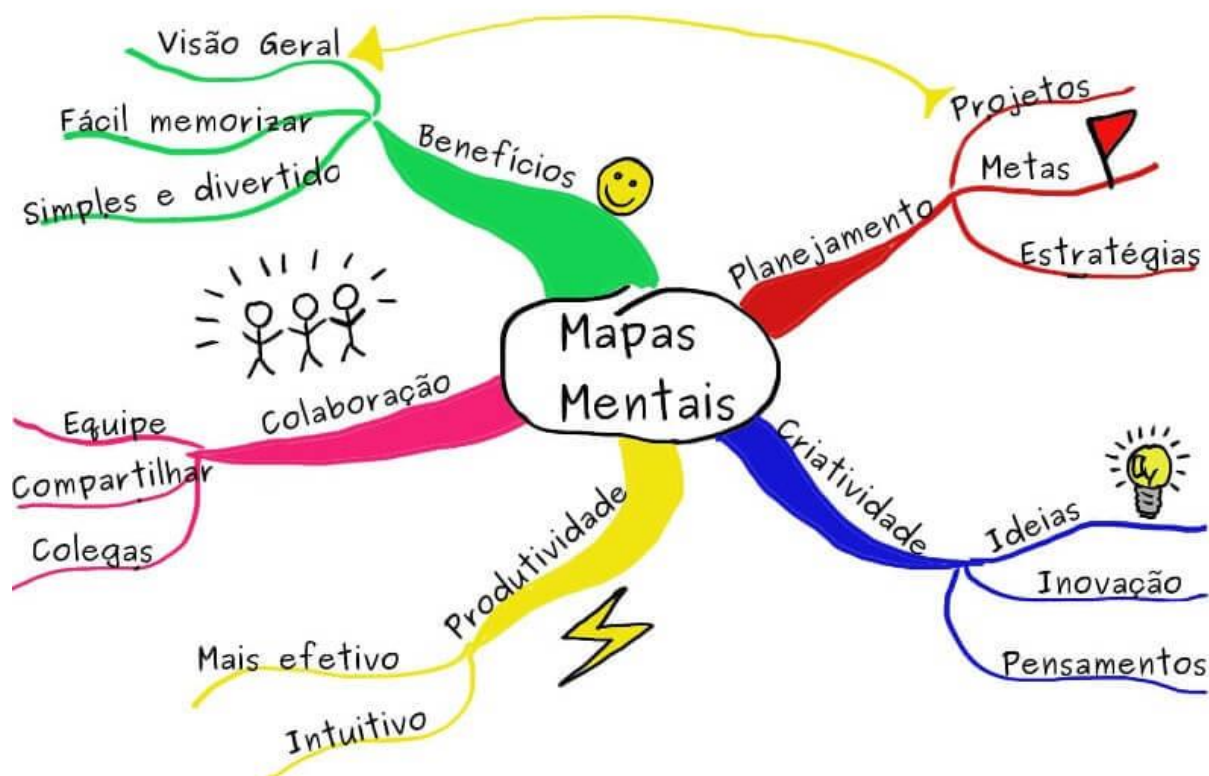 Mapas
Mentais
Benefícios
Visão Geral
Fácil memorizar
Simples e divertido
Planejamento
Projetos
Metas
Estratégias
Criatividade
Ideias
Inovação
Pensamentos
Produtividade
Mais efetivo
Intuitivo
Colaboração
Equipe
Compartilhar
Colegas